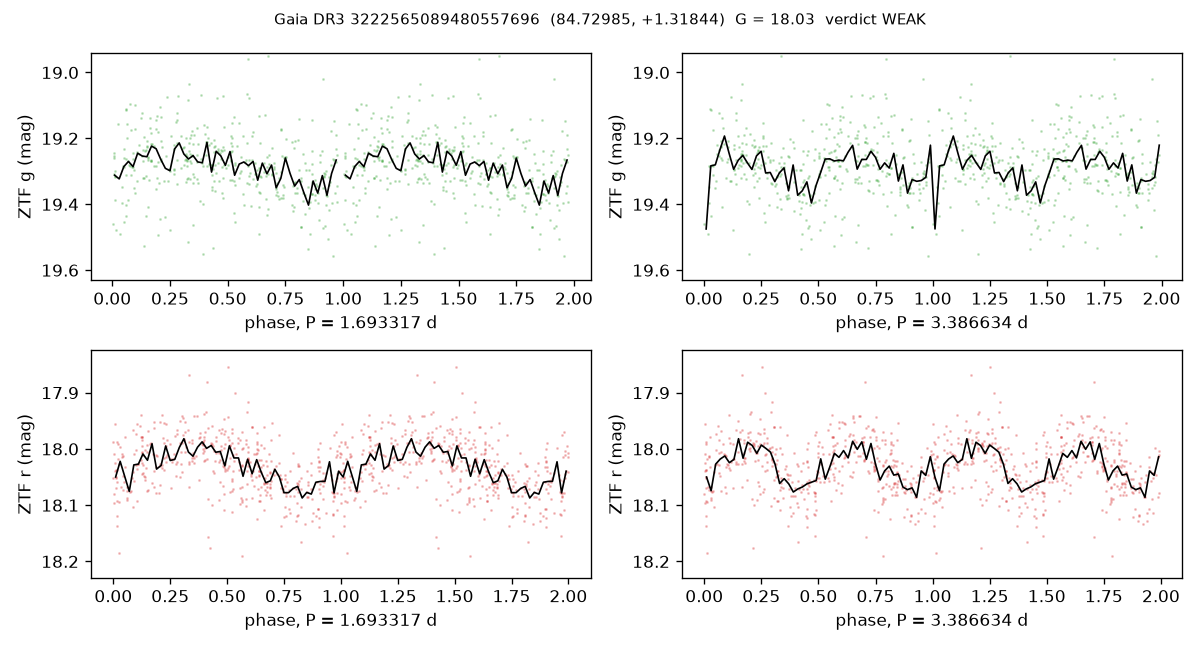 Gaia DR3 3222565089480557696 (84.72985, +1.31844) G = 18.03 verdict WEAK
ZTF g (mag)
19.0
19.2
19.4
19.6
0.00 0.25 0.50 0.75 1.00 1.25 1.50 1.75 2.00
phase, P = 1.693317 d
ZTF g (mag)
19.0
19.2
19.4
19.6
0.00 0.25 0.50 0.75 1.00 1.25 1.50 1.75 2.00
phase, P = 3.386634 d
ZTF r (mag)
17.9
18.0
18.1
18.2
0.00 0.25 0.50 0.75 1.00 1.25 1.50 1.75 2.00
phase, P = 1.693317 d
ZTF r (mag)
17.9
18.0
18.1
18.2
0.00 0.25 0.50 0.75 1.00 1.25 1.50 1.75 2.00
phase, P = 3.386634 d